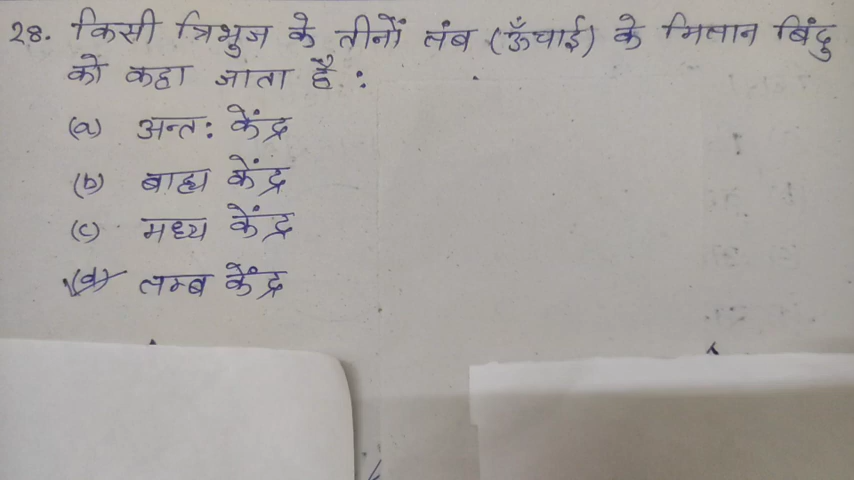 28. किसी त्रिभुज के तीनों लंब (ऊँचाई) के मिलान बिंदु
को कहा जाता है :
(a) अन्त: केंद्र
(b) बाह्य केंद्र
(c) मध्य केंद्र
(d) लम्ब केंद्र